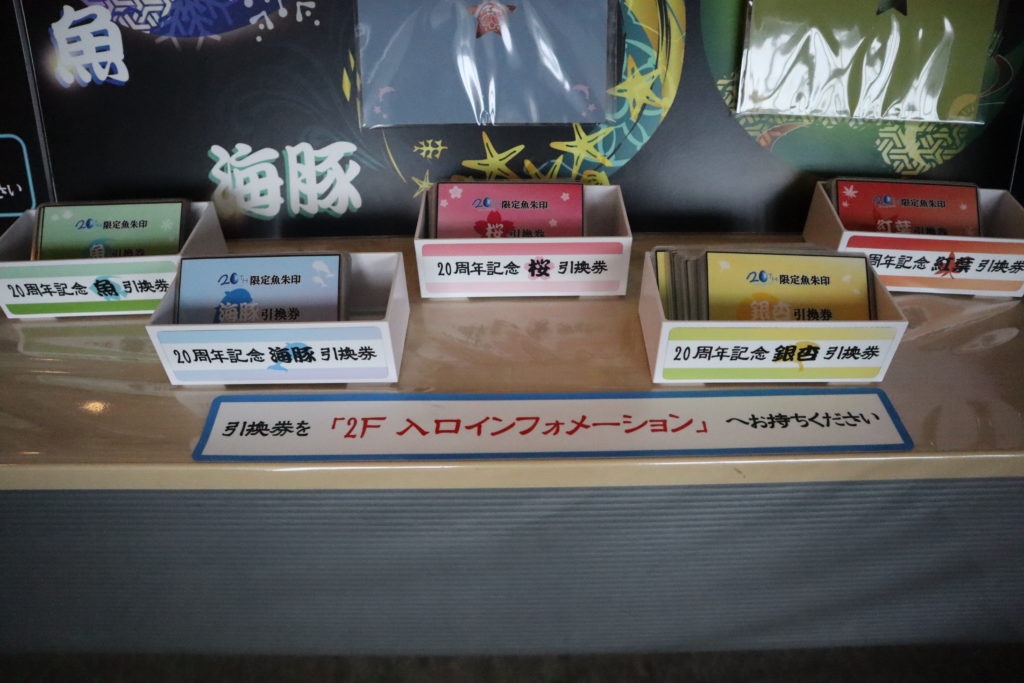 魚
海豚
さい
20TH 限定魚朱印
魚 引換券
20周年記念 魚 引換券
20TH 限定魚朱印
海豚引換券
20周年記念 海豚 引換券
20TH 限定魚朱印
桜 引換券
20周年記念 桜 引換券
20TH 限定魚朱印
銀杏引換券
20周年記念 銀杏 引換券
20TH 限定魚朱印
紅葉引換券
周年記念 紅葉 引換券
引換券を 「2F 入口インフォメーション」 へお持ちください